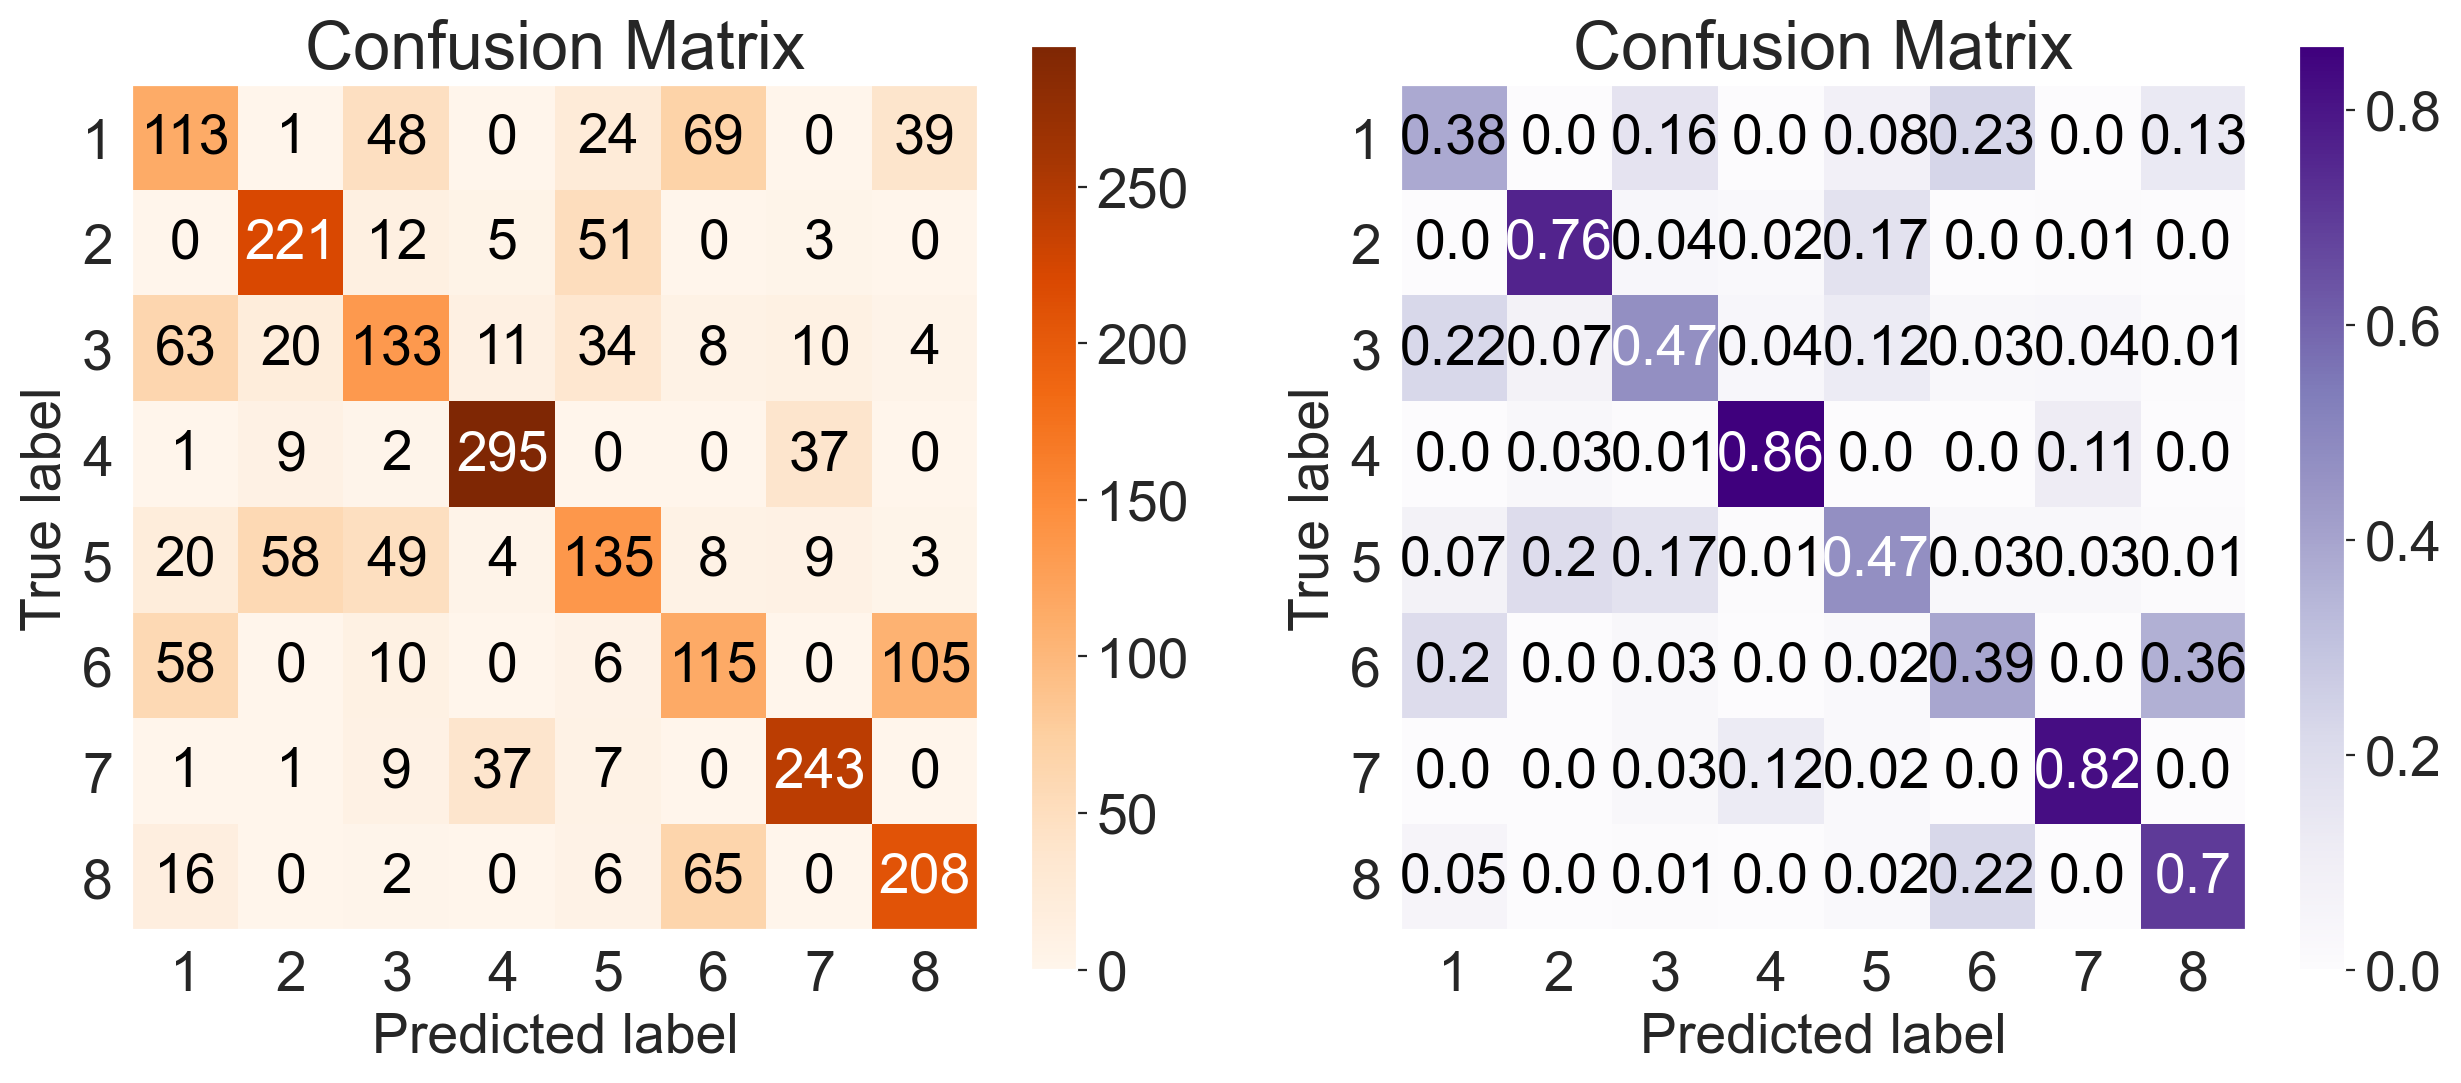 Confusion Matrix
1 113 1 48 0 24 69 0 39
2 0 221 12 5 51 0 3 0
3 63 20 133 11 34 8 10 4
4 1 9 2 295 0 0 37 0
5 20 58 49 4 135 8 9 3
6 58 0 10 0 6 115 0 105
7 1 1 9 37 7 0 243 0
8 16 0 2 0 6 65 0 208
1 2 3 4 5 6 7 8
Predicted label
True label
250
200
150
100
50
0
Confusion Matrix
1 0.38 0.0 0.16 0.0 0.08 0.23 0.0 0.13
2 0.0 0.76 0.04 0.02 0.17 0.0 0.01 0.0
3 0.22 0.07 0.47 0.04 0.12 0.03 0.04 0.01
4 0.0 0.03 0.01 0.86 0.0 0.0 0.11 0.0
5 0.07 0.2 0.17 0.01 0.47 0.03 0.03 0.01
6 0.2 0.0 0.03 0.0 0.02 0.39 0.0 0.36
7 0.0 0.0 0.03 0.12 0.02 0.0 0.82 0.0
8 0.05 0.0 0.01 0.0 0.02 0.22 0.0 0.7
1 2 3 4 5 6 7 8
Predicted label
True label
0.8
0.6
0.4
0.2
0.0